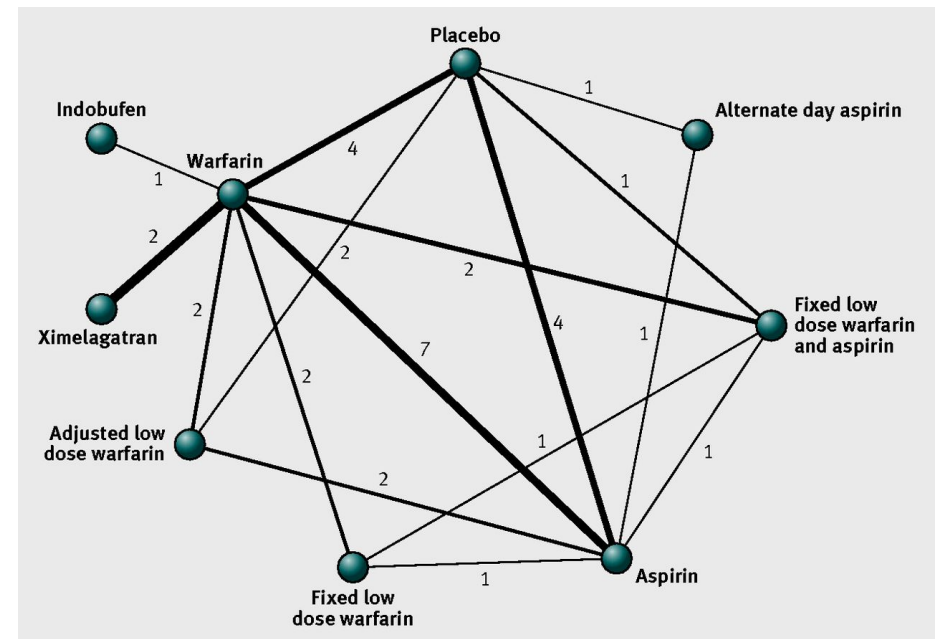 Placebo
1
Alternate day aspirin
Indobufen
Warfarin
4
1
1
2
2
2
Fixed low
dose warfarin
and aspirin
Ximelagatran
2
4
1
7
2
Adjusted low
dose warfarin
1
1
2
Aspirin
1
Fixed low
dose warfarin